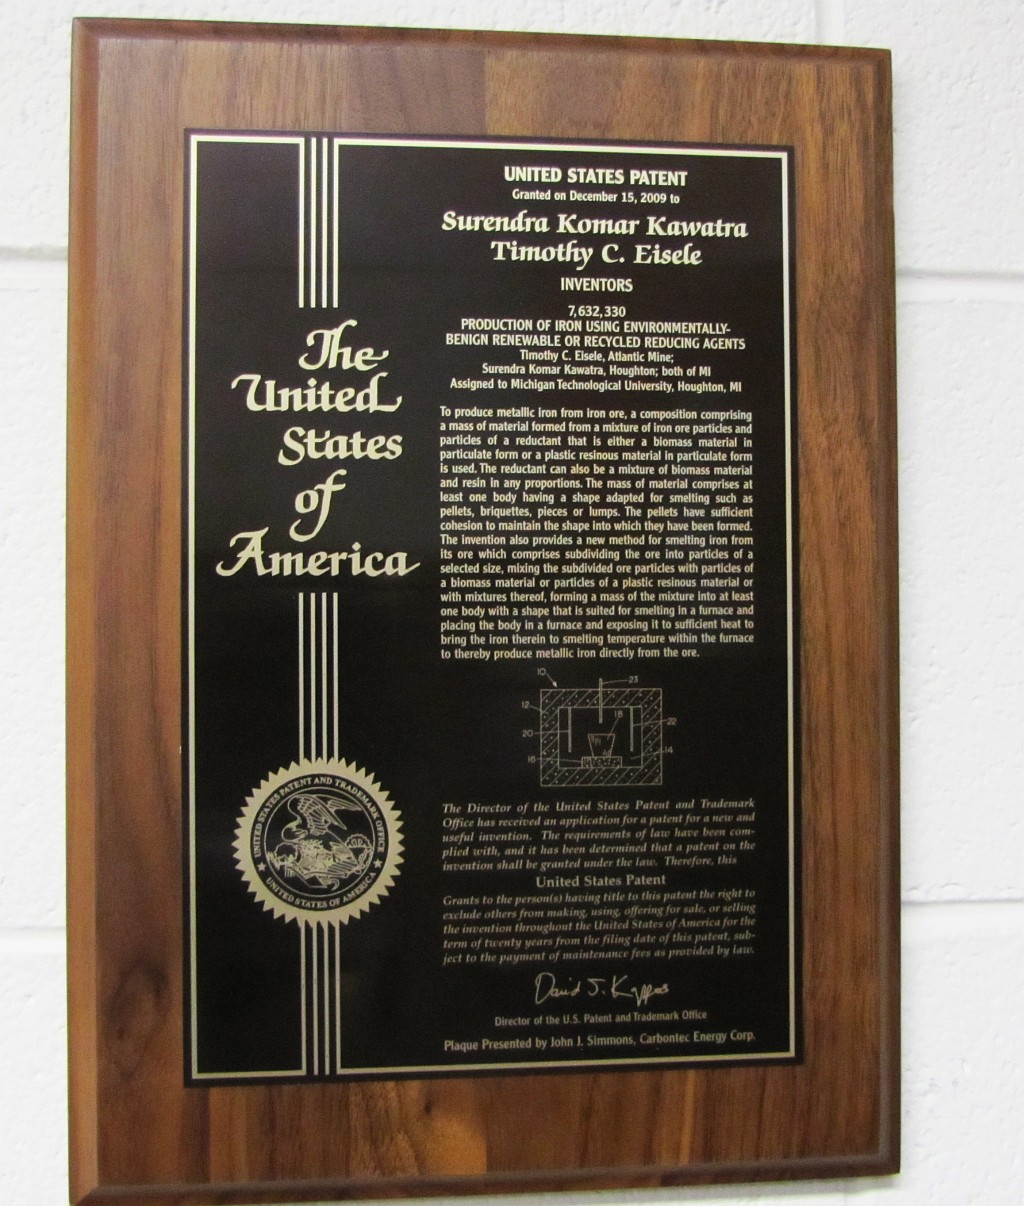 The
United
States
of
America
UNITED STATES PATENT AND TRADEMARK OFFICE
★ UNITED STATES OF AMERICA ★
UNITED STATES PATENT
Granted on December 15, 2009 to
Surendra Komar Kawatra
Timothy C. Eisele
INVENTORS
7,632,330
PRODUCTION OF IRON USING ENVIRONMENTALLY-
BENIGN RENEWABLE OR RECYCLED REDUCING AGENTS
Timothy C. Eisele, Atlantic Mine;
Surendra Komar Kawatra, Houghton; both of MI
Assigned to Michigan Technological University, Houghton, MI
To produce metallic iron from iron ore, a composition comprising
a mass of material formed from a mixture of iron ore particles and
particles of a reductant that is either a biomass material in
particulate form or a plastic resinous material in particulate form
is used. The reductant can also be a mixture of biomass material
and resin in any proportions. The mass of material comprises at
least one body having a shape adapted for smelting such as
pellets, briquettes, pieces or lumps. The pellets have sufficient
cohesion to maintain the shape into which they have been formed.
The invention also provides a new method for smelting iron from
its ore which comprises subdividing the ore into particles of a
selected size, mixing the subdivided ore particles with particles of
a biomass material or particles of a plastic resinous material or
with mixtures thereof, forming a mass of the mixture into at least
one body with a shape that is suited for smelting in a furnace and
placing the body in a furnace and exposing it to sufficient heat to
bring the iron therein to smelting temperature within the furnace
to thereby produce metallic iron directly from the ore.
10
23
12
18
22
20
14
16
The Director of the United States Patent and Trademark
Office has received an application for a patent for a new and
useful invention. The requirements of law have been com-
plied with, and it has been determined that a patent on the
invention shall be granted under the law. Therefore, this
United States Patent
Grants to the person(s) having title to this patent the right to
exclude others from making, using, offering for sale, or selling
the invention throughout the United States of America for the
term of twenty years from the filing date of this patent, sub-
ject to the payment of maintenance fees as provided by law.
David J. Kappos
Director of the U.S. Patent and Trademark Office
Plaque Presented by John J. Simmons, Carbontec Energy Corp.